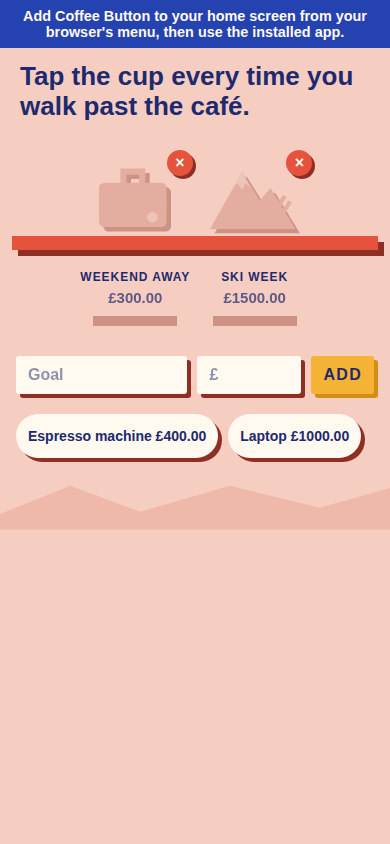 Add Coffee Button to your home screen from your
browser's menu, then use the installed app.
Tap the cup every time you
walk past the café.
× ×
WEEKEND AWAY SKI WEEK
£300.00 £1500.00
Goal £ ADD
Espresso machine £400.00 Laptop £1000.00